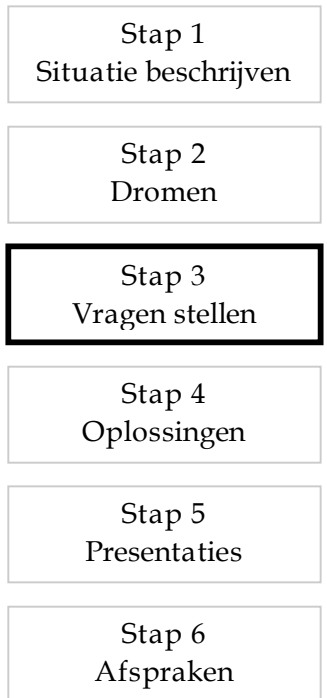 Stap 1
Situatie beschrijven
Stap 2
Dromen
Stap 3
Vragen stellen
Stap 4
Oplossingen
Stap 5
Presentaties
Stap 6
Afspraken